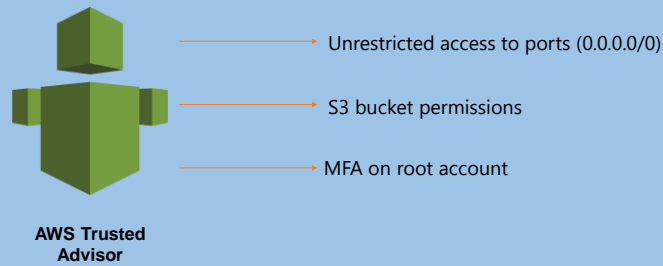 Unrestricted access to ports (0.0.0.0/0)
S3 bucket permissions
MFA on root account
AWS Trusted
Advisor